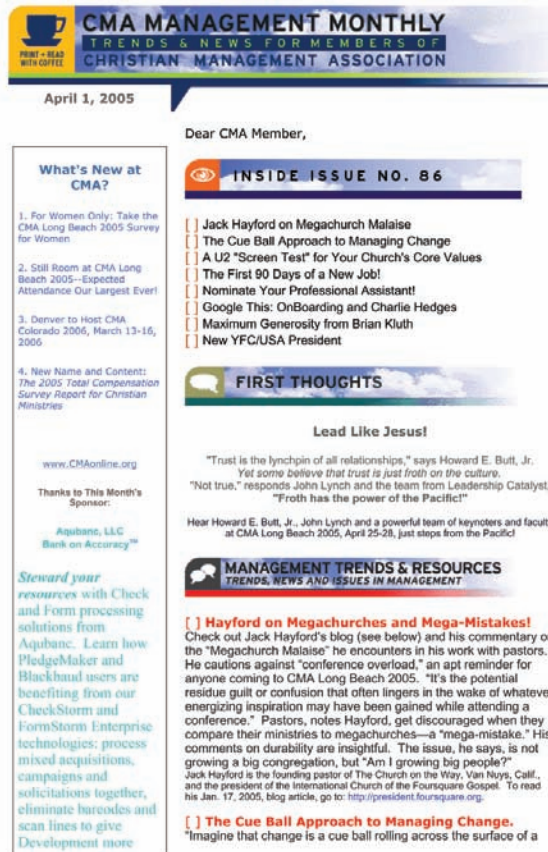 PRINT + READ
WITH COFFEE
CMA MANAGEMENT MONTHLY
TRENDS & NEWS FOR MEMBERS OF
CHRISTIAN MANAGEMENT ASSOCIATION
April 1, 2005
What's New at
CMA?
1. For Women Only: Take the
CMA Long Beach 2005 Survey
for Women
2. Still Room at CMA Long
Beach 2005--Expected
Attendance Our Largest Ever!
3. Denver to Host CMA
Colorado 2006, March 13-16,
2006
4. New Name and Content:
The 2005 Total Compensation
Survey Report for Christian
Ministries
www.CMAonline.org
Thanks to This Month's
Sponsor:
Aqubanc, LLC
Bank on Accuracy™
Steward your
resources with Check
and Form processing
solutions from
Aqubanc. Learn how
PledgeMaker and
Blackbaud users are
benefiting from our
CheckStorm and
FormStorm Enterprise
technologies: process
mixed acquisitions,
campaigns and
solicitations together,
eliminate barcodes and
scan lines to give
Development more
Dear CMA Member,
INSIDE ISSUE NO. 86
[ ] Jack Hayford on Megachurch Malaise
[ ] The Cue Ball Approach to Managing Change
[ ] A U2 "Screen Test" for Your Church's Core Values
[ ] The First 90 Days of a New Job!
[ ] Nominate Your Professional Assistant!
[ ] Google This: OnBoarding and Charlie Hedges
[ ] Maximum Generosity from Brian Kluth
[ ] New YFC/USA President
FIRST THOUGHTS
Lead Like Jesus!
"Trust is the lynchpin of all relationships," says Howard E. Butt, Jr.
Yet some believe that trust is just froth on the culture.
"Not true," responds John Lynch and the team from Leadership Catalyst,
"Froth has the power of the Pacific!"
Hear Howard E. Butt, Jr., John Lynch and a powerful team of keynoters and facult
at CMA Long Beach 2005, April 25-28, just steps from the Pacific!
MANAGEMENT TRENDS & RESOURCES
TRENDS, NEWS AND ISSUES IN MANAGEMENT
[ ] Hayford on Megachurches and Mega-Mistakes!
Check out Jack Hayford's blog (see below) and his commentary o
the "Megachurch Malaise" he encounters in his work with pastors.
He cautions against "conference overload," an apt reminder for
anyone coming to CMA Long Beach 2005. "It's the potential
residue guilt or confusion that often lingers in the wake of whateve
energizing inspiration may have been gained while attending a
conference." Pastors, notes Hayford, get discouraged when they
compare their ministries to megachurches—a "mega-mistake." His
comments on durability are insightful. The issue, he says, is not
growing a big congregation, but "Am I growing big people?"
Jack Hayford is the founding pastor of The Church on the Way, Van Nuys, Calif.,
and the president of the International Church of the Foursquare Gospel. To read
his Jan. 17, 2005, blog article, go to: http://president.foursquare.org.
[ ] The Cue Ball Approach to Managing Change.
"Imagine that change is a cue ball rolling across the surface of a